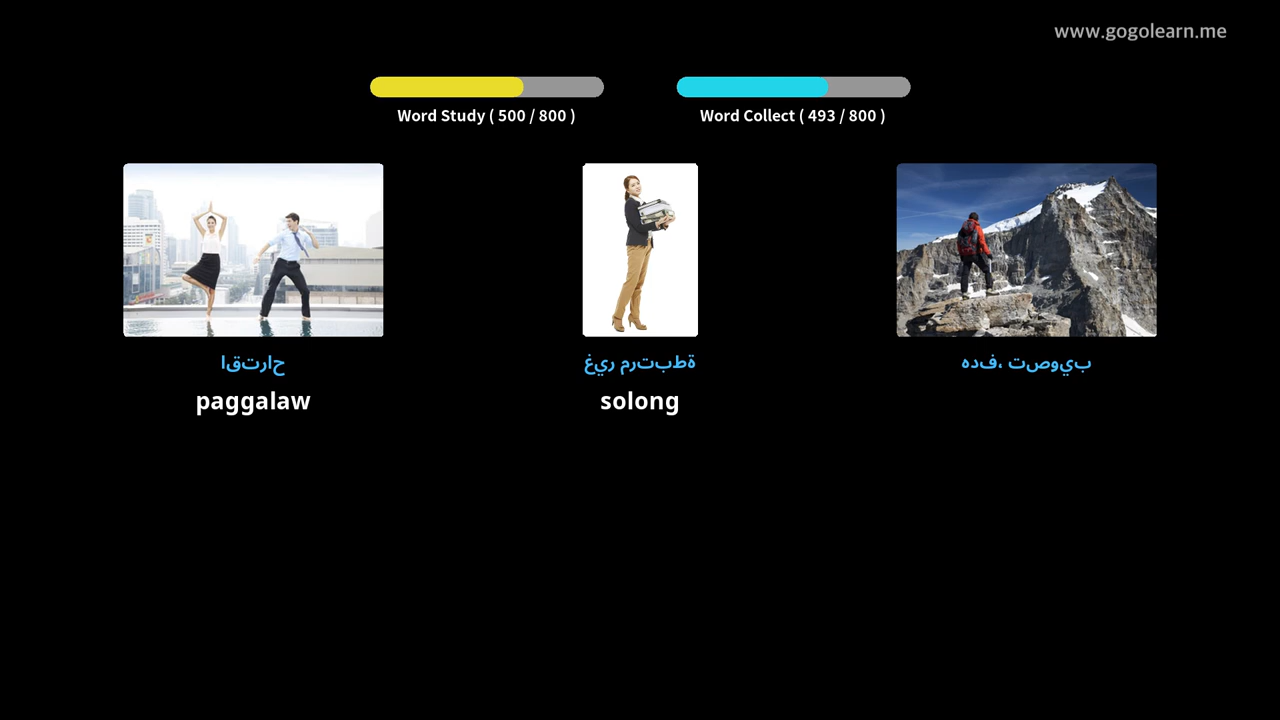 www.gogolearn.me
Word Study ( 500 / 800 )
Word Collect ( 493 / 800 )
اقتراح
غير مرتبطة
هدف، تصويب
paggalaw
solong